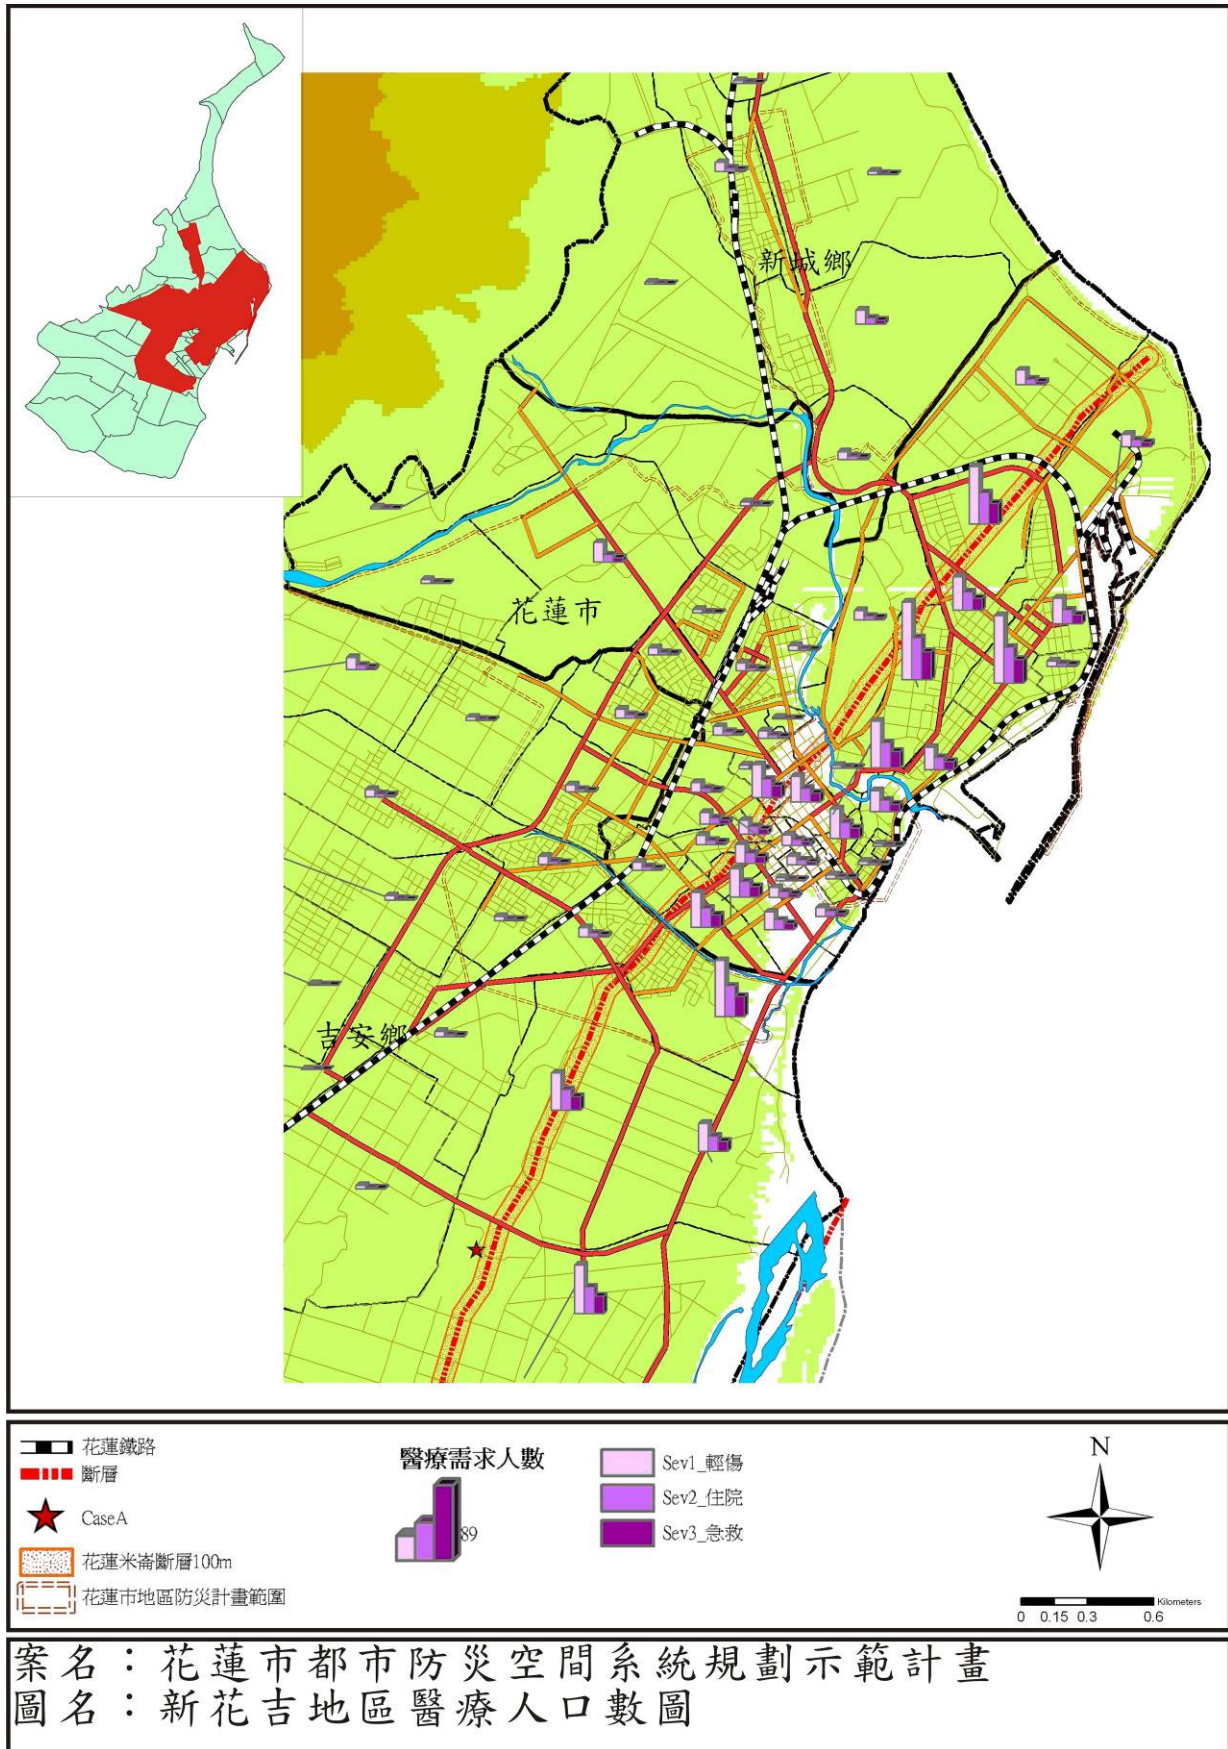 新城鄉
花蓮市
吉安鄉
花蓮鐵路
斷層
CaseA
花蓮米崙斷層100m
花蓮市地區防災計畫範圍
醫療需求人數
89
Sev1_輕傷
Sev2_住院
Sev3_急救
N
Kilometers
0 0.15 0.3 0.6
案名：花蓮市都市防災空間系統規劃示範計畫
圖名：新花吉地區醫療人口數圖